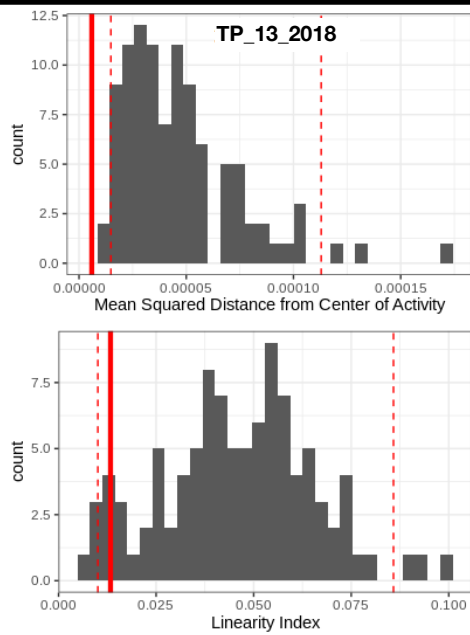 TP_13_2018
12.5
10.0
7.5
5.0
2.5
0.0
count
0.00000 0.00005 0.00010 0.00015
Mean Squared Distance from Center of Activity
7.5
5.0
2.5
0.0
count
0.000 0.025 0.050 0.075 0.100
Linearity Index